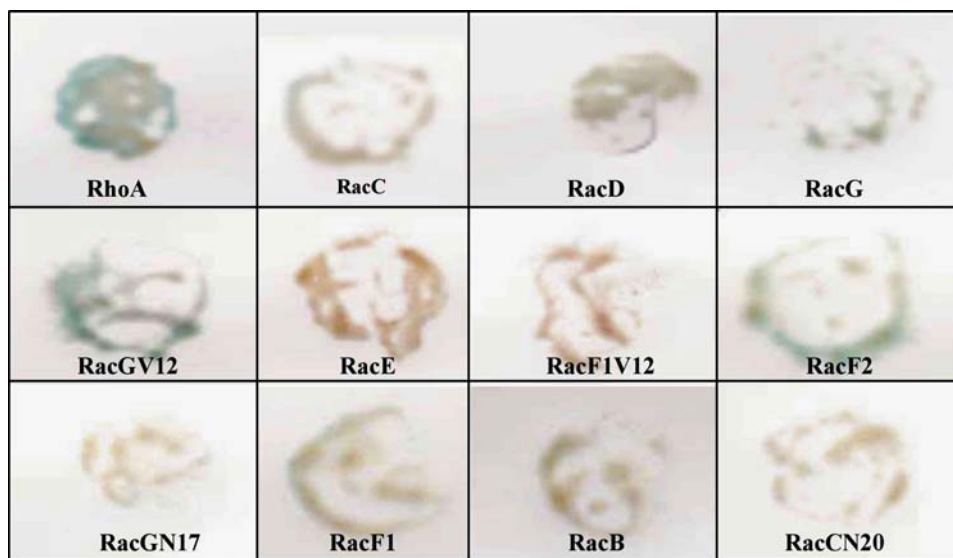 RhoA
RacC
RacD
RacG
RacGV12
RacE
RacF1V12
RacF2
RacGN17
RacF1
RacB
RacCN20